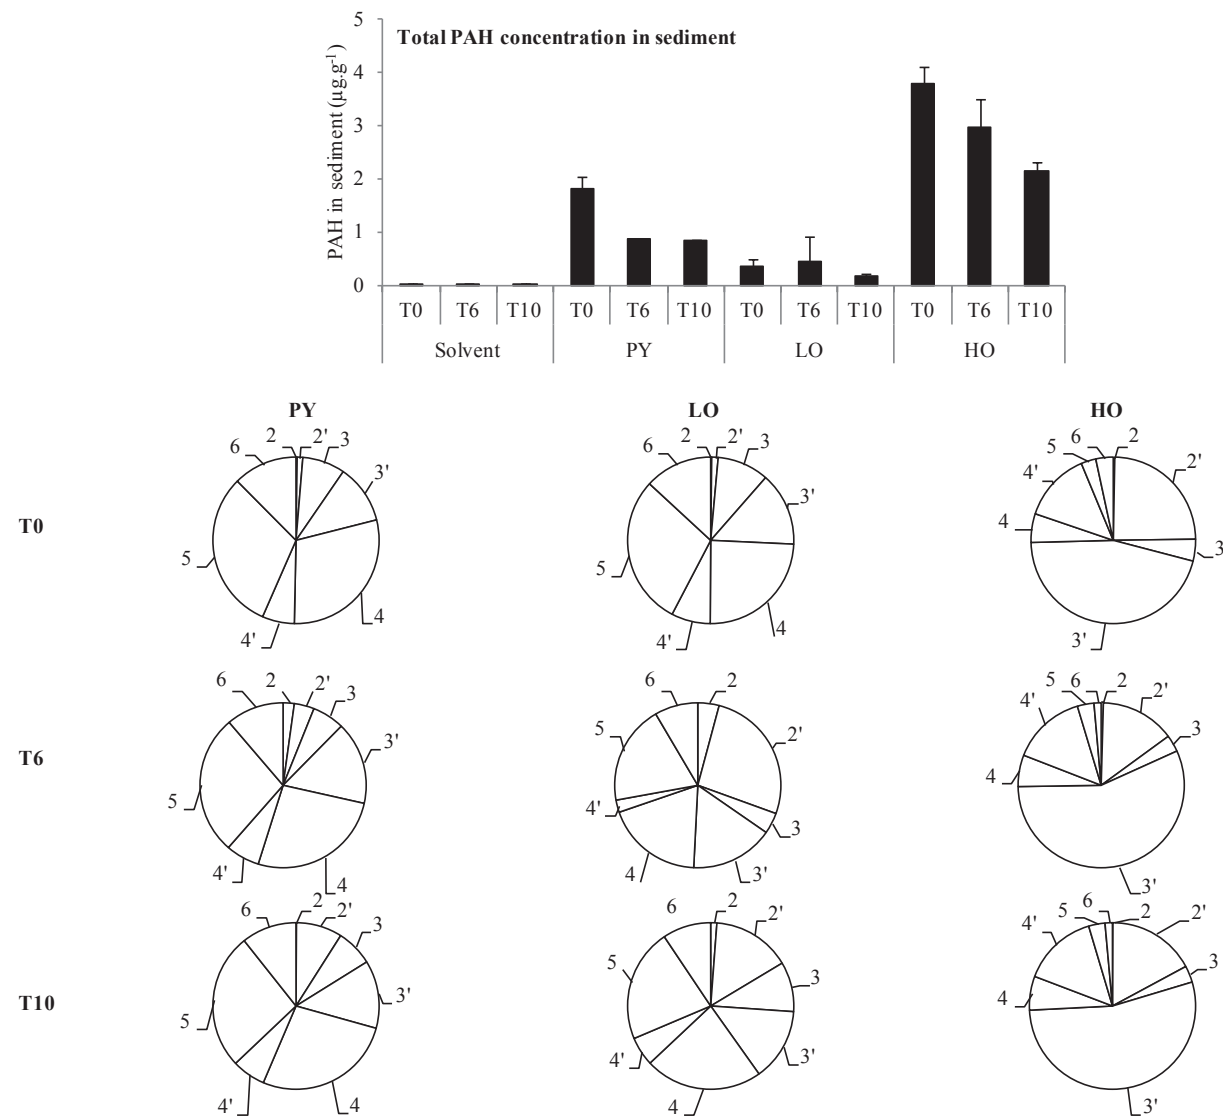 Total PAH concentration in sediment
PAH in sediment (µg.g-1)
5
4
3
2
1
0
T0 T6 T10 T0 T6 T10 T0 T6 T10 T0 T6 T10
Solvent PY LO HO
PY LO HO
T0
6 2 2' 3 3' 4 4' 5
6 2 2' 3 3' 4 4' 5
6 2 2' 3 3' 4 4' 5
T6
6 2 2' 3 3' 4 4' 5
6 2 2' 3 3' 4 4' 5
6 2 2' 3 3' 4 4' 5
T10
6 2 2' 3 3' 4 4' 5
6 2 2' 3 3' 4 4' 5
6 2 2' 3 3' 4 4' 5